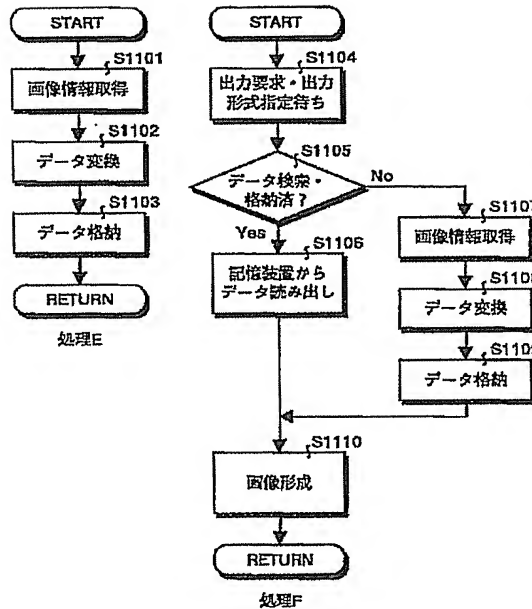 START
S1101
画像情報取得
S1102
データ変換
S1103
データ格納
RETURN
処理E
START
S1104
出力要求・出力
形式指定待ち
S1105
データ検索・
格納済?
No
Yes
S1106
記憶装置から
データ読み出し
S1107
画像情報取得
S1108
データ変換
S1109
データ格納
S1110
画像形成
RETURN
処理F